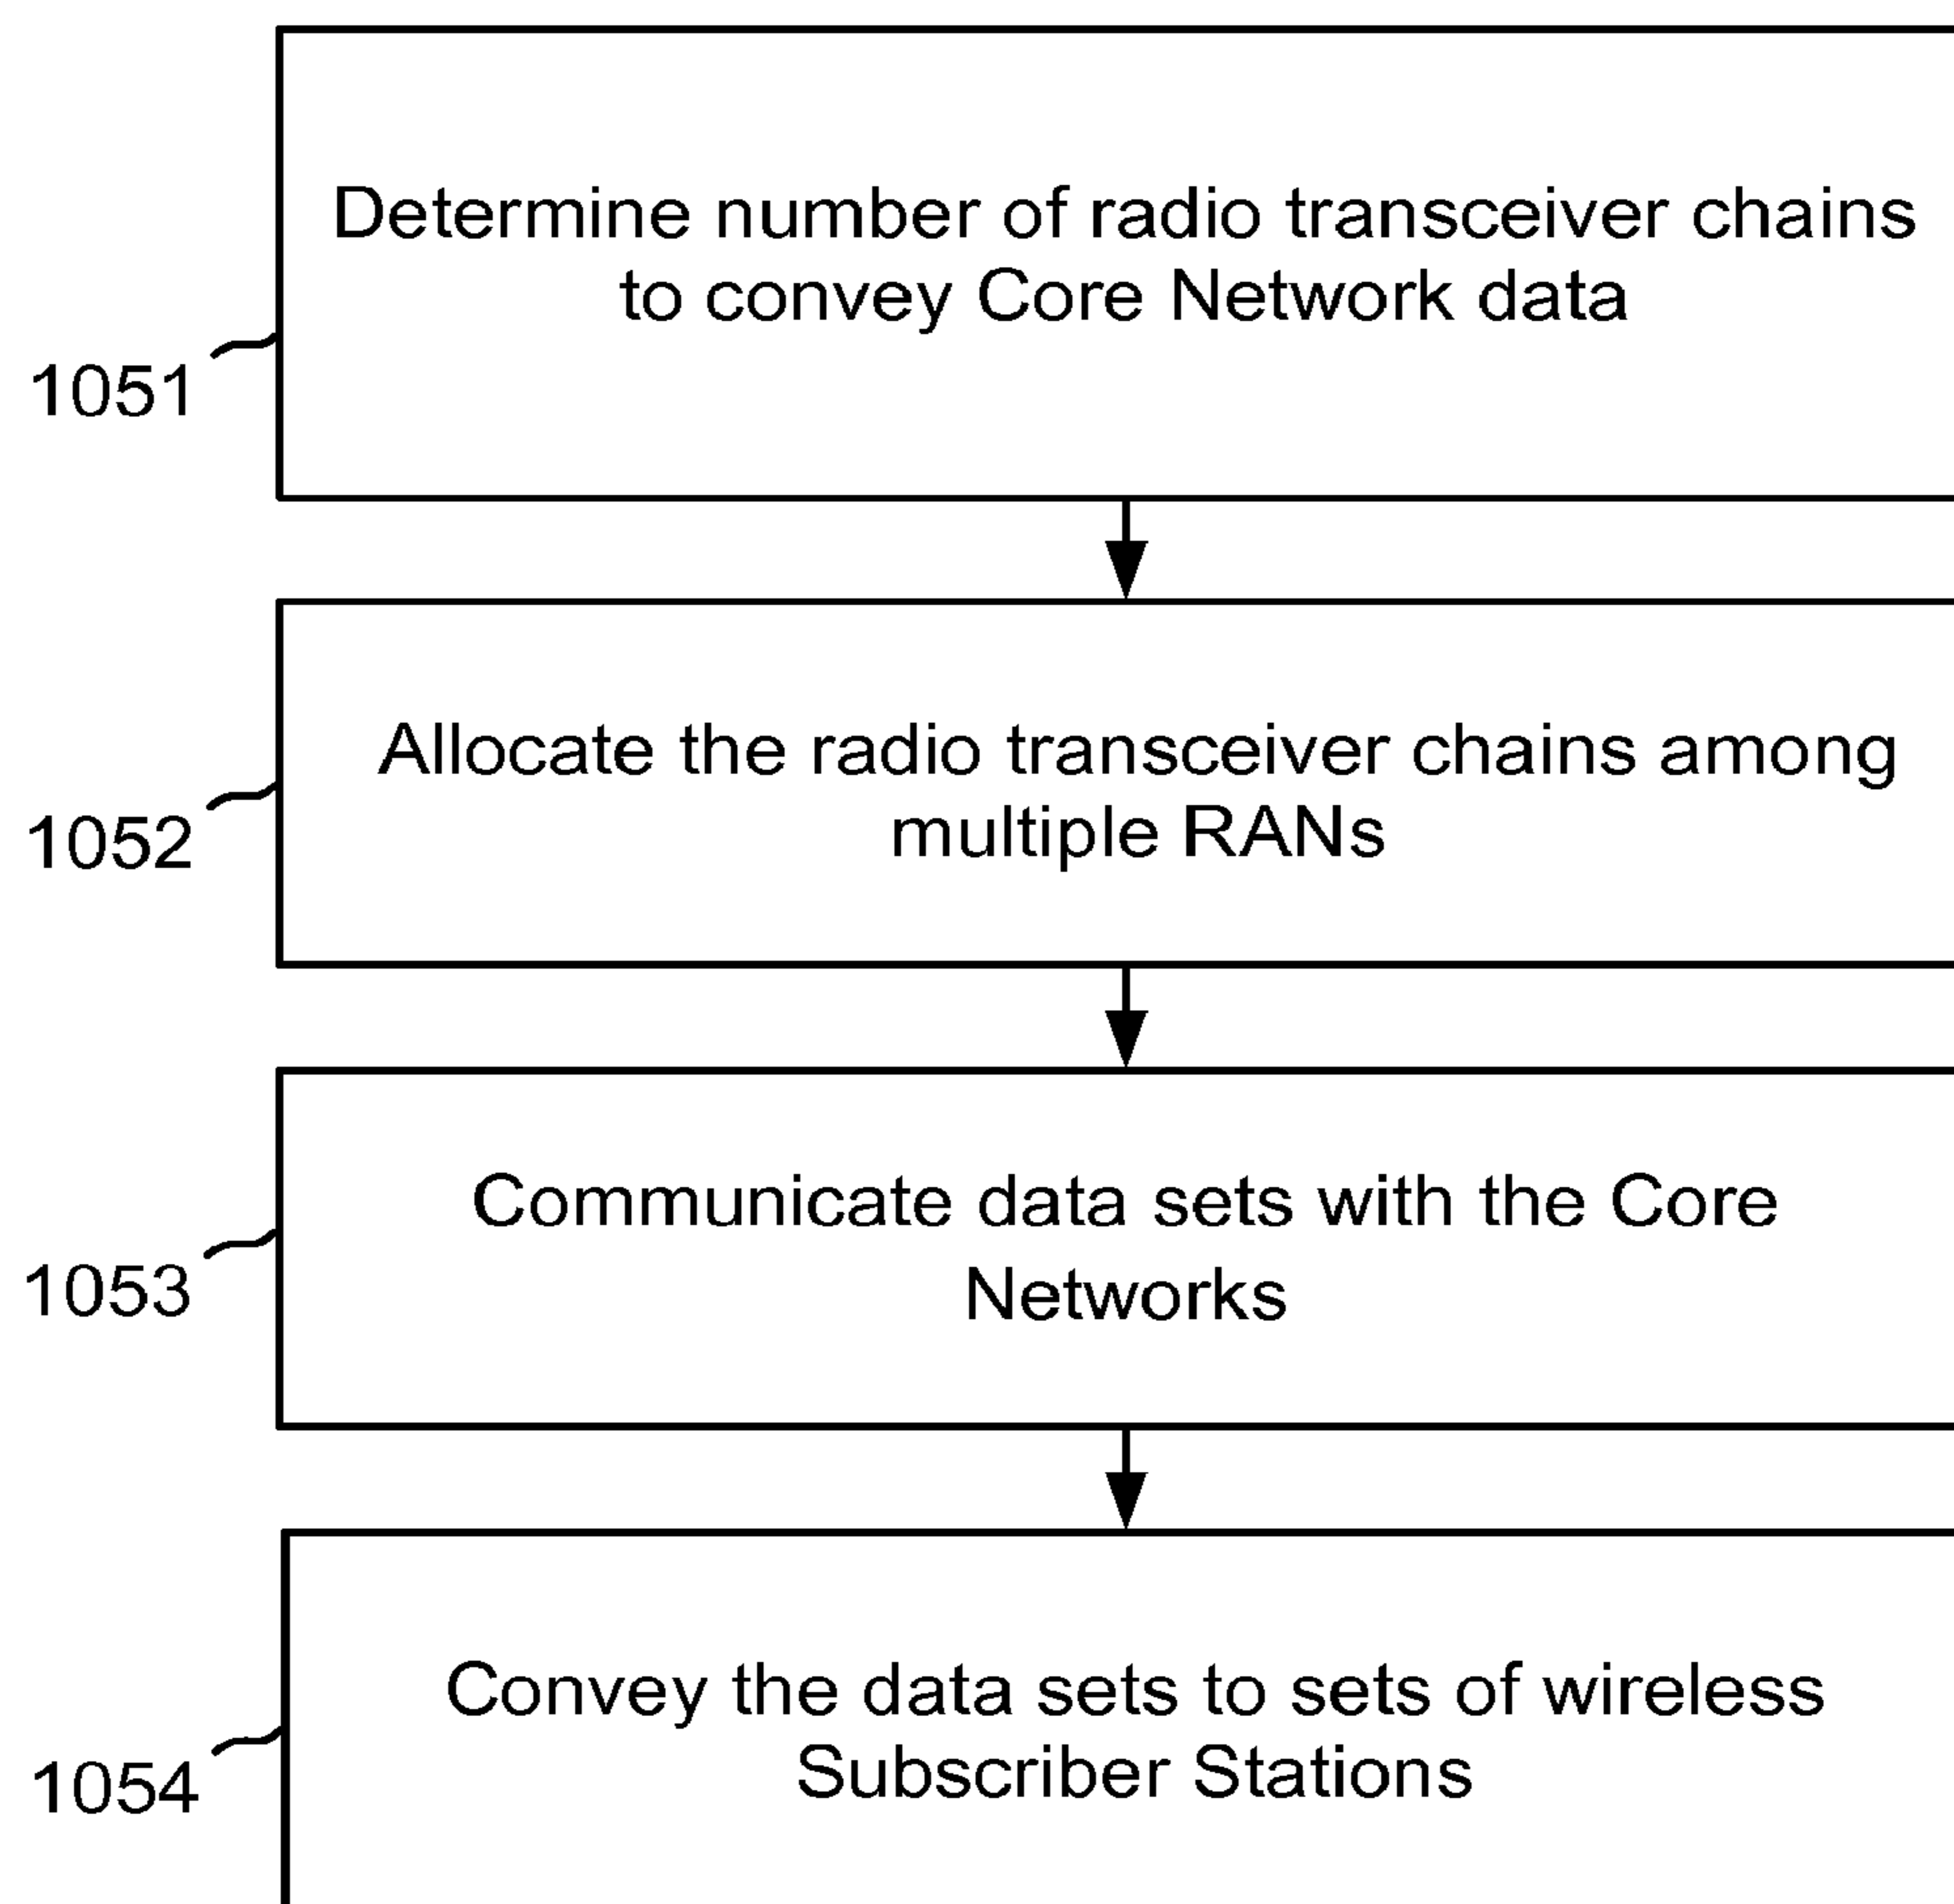 Determine number of radio transceiver chains
to convey Core Network data
1051
Allocate the radio transceiver chains among
multiple RANs
1052
Communicate data sets with the Core
Networks
1053
Convey the data sets to sets of wireless
Subscriber Stations
1054